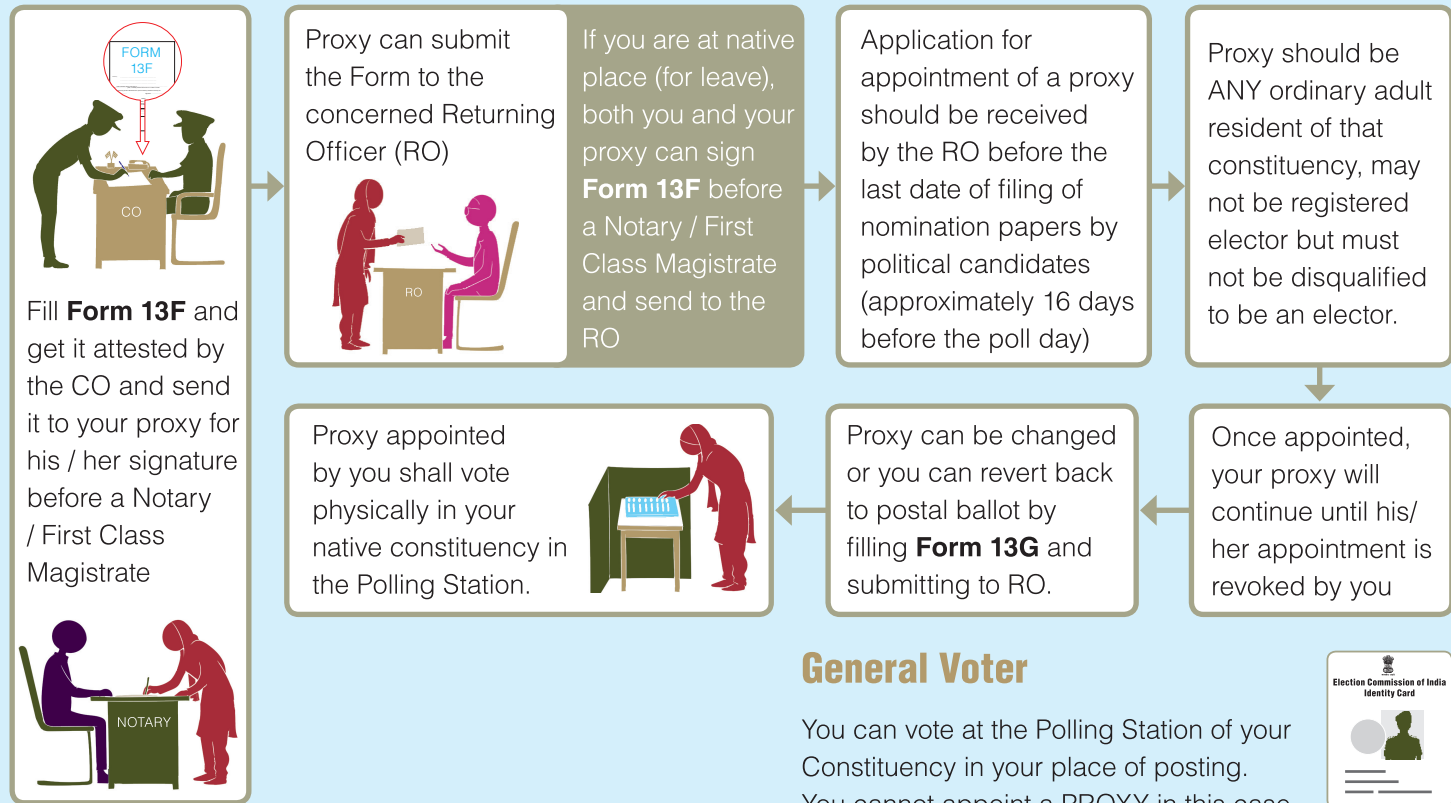 FORM
13F
CO
Fill Form 13F and
get it attested by
the CO and send
it to your proxy for
his / her signature
before a Notary
/ First Class
Magistrate
NOTARY
Proxy can submit
the Form to the
concerned Returning
Officer (RO)
RO
If you are at native
place (for leave),
both you and your
proxy can sign
Form 13F before
a Notary / First
Class Magistrate
and send to the
RO
Application for
appointment of a proxy
should be received
by the RO before the
last date of filing of
nomination papers by
political candidates
(approximately 16 days
before the poll day)
Proxy should be
ANY ordinary adult
resident of that
constituency, may
not be registered
elector but must
not be disqualified
to be an elector.
Once appointed,
your proxy will
continue until his/
her appointment is
revoked by you
Proxy can be changed
or you can revert back
to postal ballot by
filling Form 13G and
submitting to RO.
Proxy appointed
by you shall vote
physically in your
native constituency in
the Polling Station.
General Voter
You can vote at the Polling Station of your
Constituency in your place of posting.
You cannot appoint a PROXY in this case
Election Commission of India
Identity Card